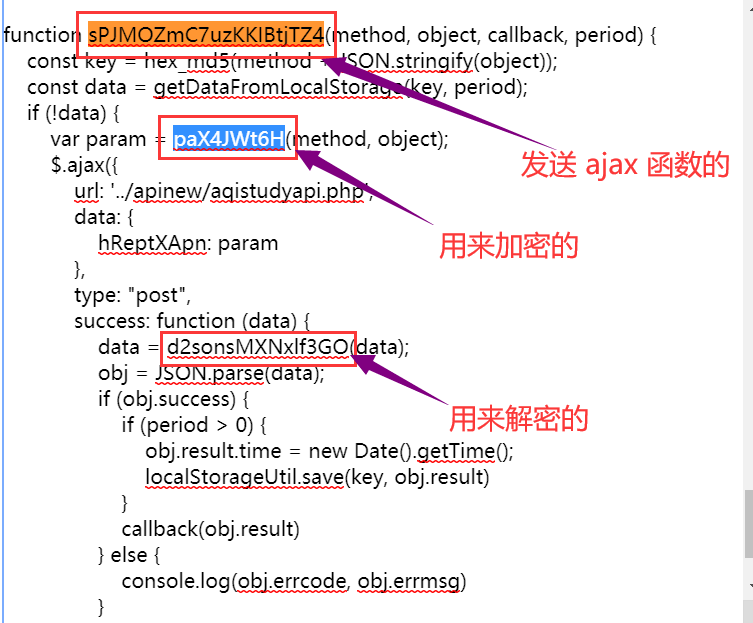 function sPJMOZmC7uzKKIBtjTZ4(method, object, callback, period) {
const key = hex_md5(method + JSON.stringify(object));
const data = getDataFromLocalStorage(key, period);
if (!data) {
var param = paX4JWt6H(method, object);
发送 ajax 函数的
$.ajax({
url: '../apinew/aqistudyapi.php',
data: {
hReptXApn: param
用来加密的
},
type: "post",
success: function (data) {
data = d2sonsMXNxlf3GO(data);
obj = JSON.parse(data);
if (obj.success) {
用来解密的
if (period > 0) {
obj.result.time = new Date().getTime();
localStorageUtil.save(key, obj.result)
}
callback(obj.result)
} else {
console.log(obj.errcode, obj.errmsg)
}